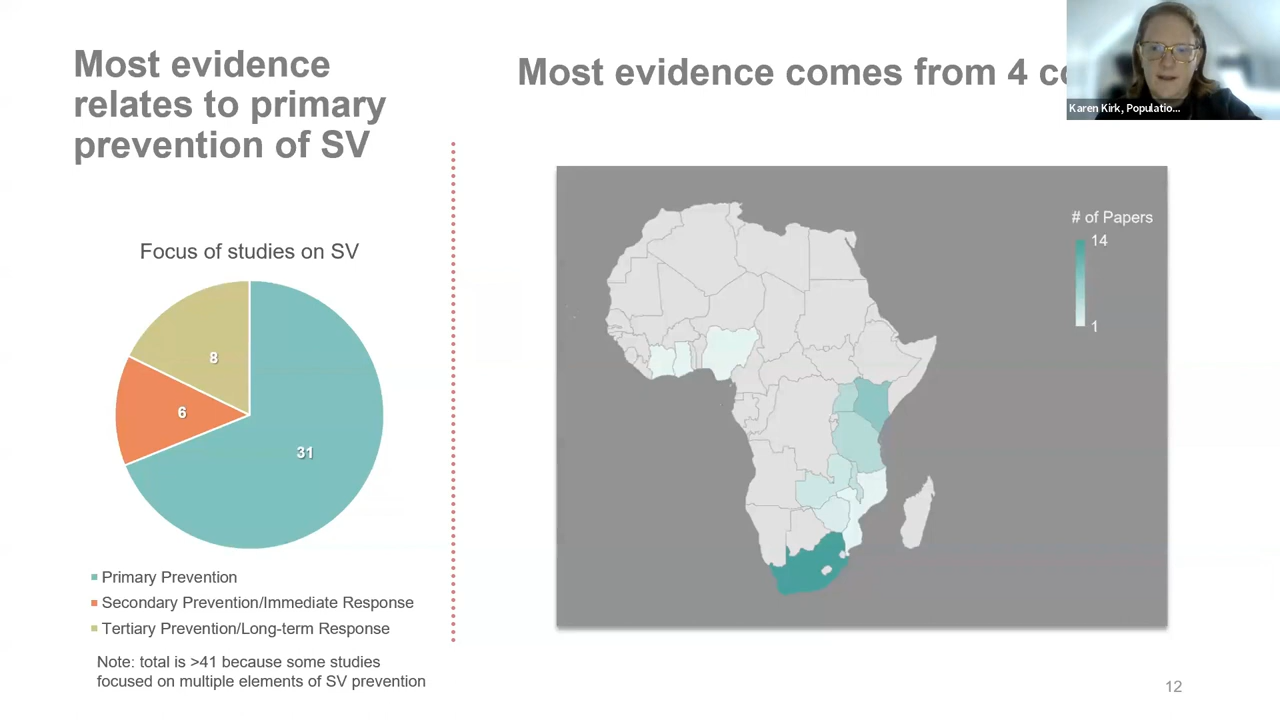 Most evidence
relates to primary
prevention of SV
Most evidence comes from 4
Karen Kirk, Populatio...
Focus of studies on SV
8
6
31
Primary Prevention
Secondary Prevention/Immediate Response
Tertiary Prevention/Long-term Response
Note: total is >41 because some studies
focused on multiple elements of SV prevention
# of Papers
14
1
12